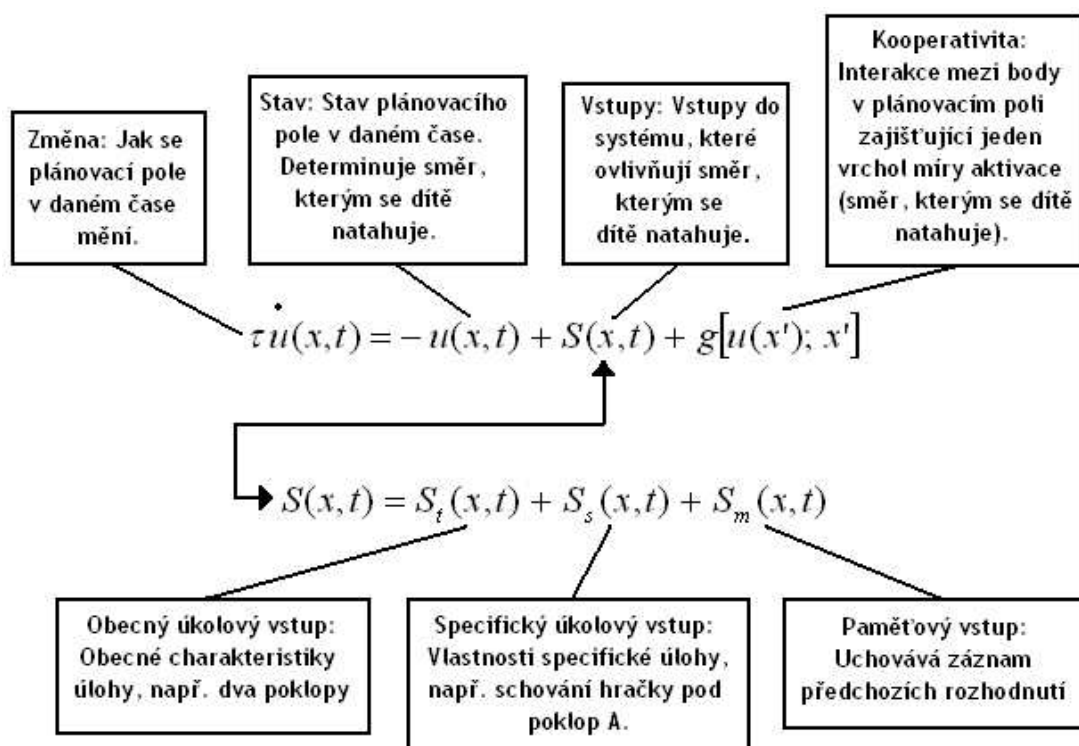 Změna: Jak se
plánovací pole
v daném čase
mění.
Stav: Stav plánovacího
pole v daném čase.
Determinuje směr,
kterým se dítě
natahuje.
Vstupy: Vstupy do
systému, které
ovlivňují směr,
kterým se
dítě natahuje.
Kooperativita:
Interakce mezi body
v plánovacím poli
zajišťující jeden
vrchol míry aktivace
(směr, kterým se dítě
natahuje).
τu̇(x,t) = −u(x,t) + S(x,t) + g[u(x'); x']
S(x,t) = S_t(x,t) + S_s(x,t) + S_m(x,t)
Obecný úkolový vstup:
Obecné charakteristiky
úlohy, např. dva poklopy
Specifický úkolový vstup:
Vlastnosti specifické úlohy,
např. schování hračky pod
poklop A.
Paměťový vstup:
Uchovává záznam
předchozích rozhodnutí